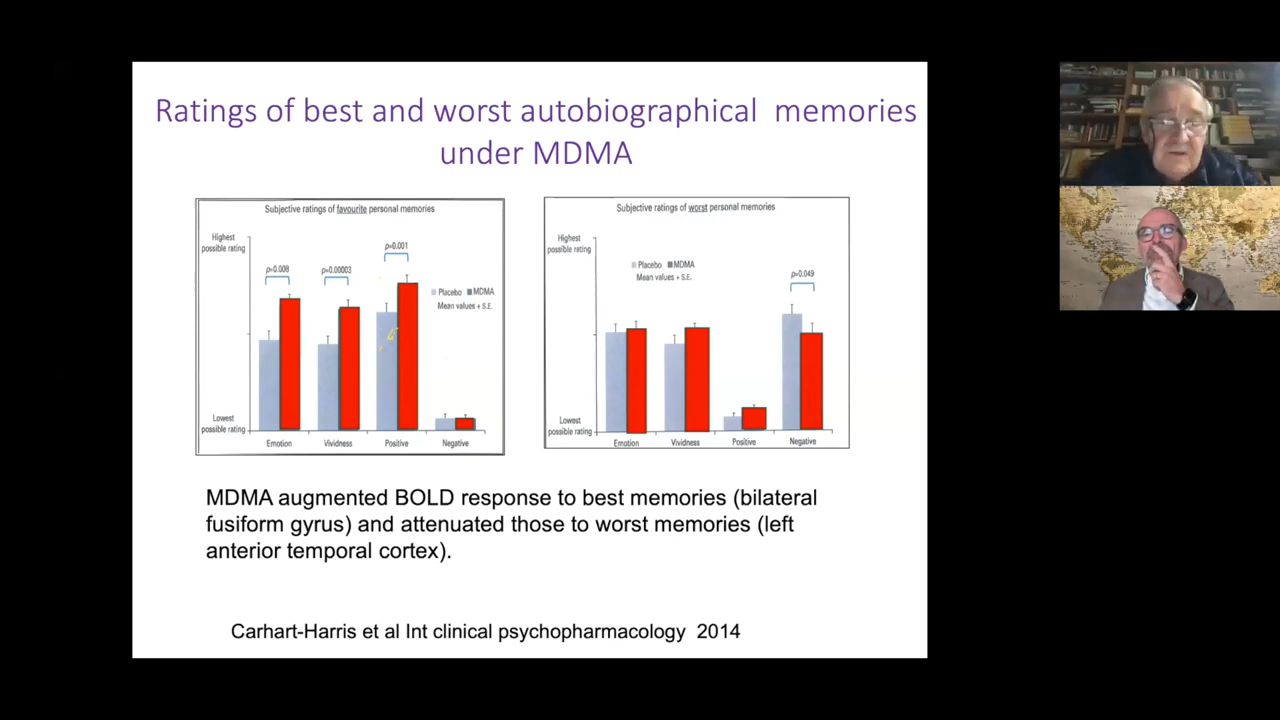 Ratings of best and worst autobiographical memories
under MDMA
Subjective ratings of favourite personal memories
Highest
possible rating
p=0.008
p=0.00003
p=0.001
Placebo MDMA
Mean values + S.E.
Lowest
possible rating
Emotion Vividness Positive Negative
Subjective ratings of worst personal memories
Highest
possible rating
Placebo MDMA
Mean values + S.E.
p=0.049
Lowest
possible rating
Emotion Vividness Positive Negative
MDMA augmented BOLD response to best memories (bilateral
fusiform gyrus) and attenuated those to worst memories (left
anterior temporal cortex).
Carhart-Harris et al Int clinical psychopharmacology 2014